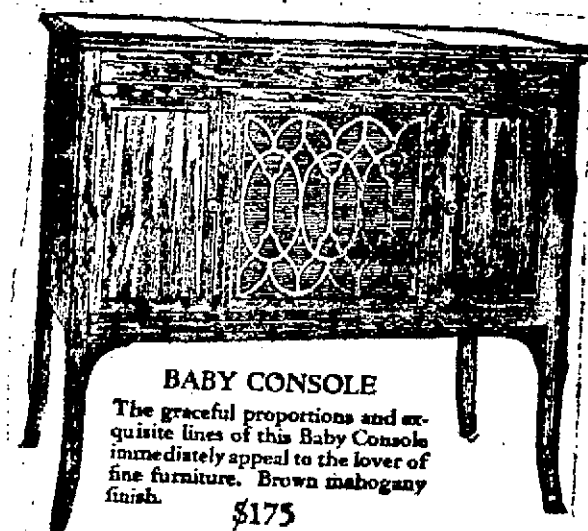 BABY CONSOLE
The graceful proportions and ex-
quisite lines of this Baby Console
immediately appeal to the lover of
fine furniture. Brown mahogany
finish.
$175